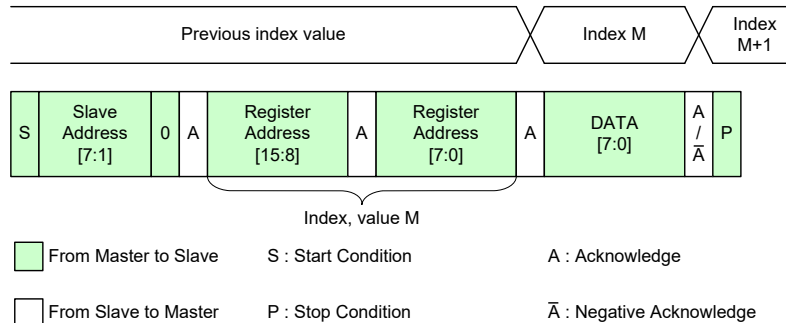 Previous index value
Index M
Index
M+1
S
Slave
Address
[7:1]
0
A
Register
Address
[15:8]
A
Register
Address
[7:0]
A
DATA
[7:0]
A
/
A̅
P
Index, value M
From Master to Slave
S : Start Condition
A : Acknowledge
From Slave to Master
P : Stop Condition
A̅ : Negative Acknowledge